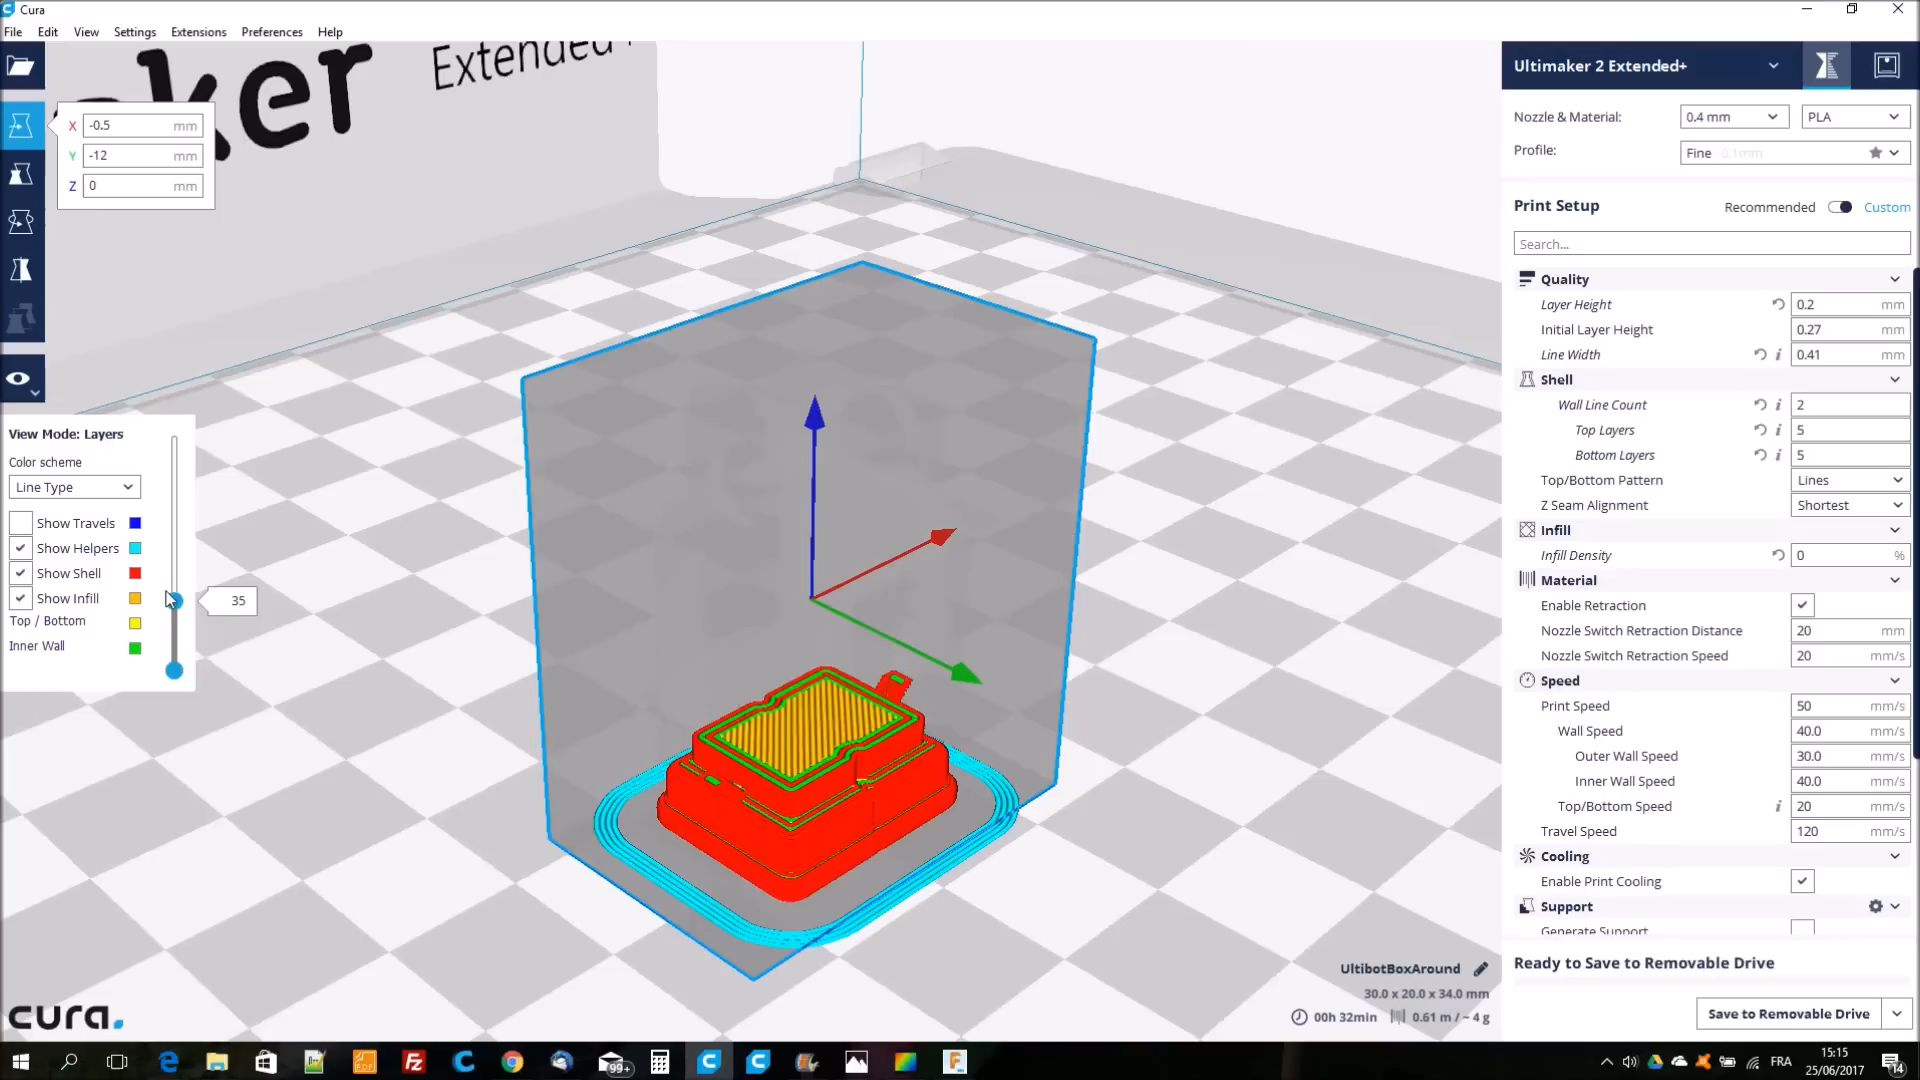 Cura
File Edit View Settings Extensions Preferences Help
ker
Extended
X -0.5 mm
Y -12 mm
Z 0 mm
View Mode: Layers
Color scheme
Line Type
Show Travels
Show Helpers
Show Shell
Show Infill
Top / Bottom
Inner Wall
35
cura.
UltibotBoxAround
30.0 x 20.0 x 34.0 mm
00h 32min 0.61 m / ~ 4 g
Ultimaker 2 Extended+
Nozzle & Material: 0.4 mm PLA
Profile: Fine - 0.1mm
Print Setup Recommended Custom
Search...
Quality
Layer Height 0.2 mm
Initial Layer Height 0.27 mm
Line Width i 0.41 mm
Shell
Wall Line Count i 2
Top Layers i 5
Bottom Layers i 5
Top/Bottom Pattern Lines
Z Seam Alignment Shortest
Infill
Infill Density 0 %
Material
Enable Retraction
Nozzle Switch Retraction Distance 20 mm
Nozzle Switch Retraction Speed 20 mm/s
Speed
Print Speed 50 mm/s
Wall Speed 40.0 mm/s
Outer Wall Speed 30.0 mm/s
Inner Wall Speed 40.0 mm/s
Top/Bottom Speed i 20 mm/s
Travel Speed 120 mm/s
Cooling
Enable Print Cooling
Support
Generate Support
Ready to Save to Removable Drive
Save to Removable Drive
99+
FRA
15:15
25/06/2017
14